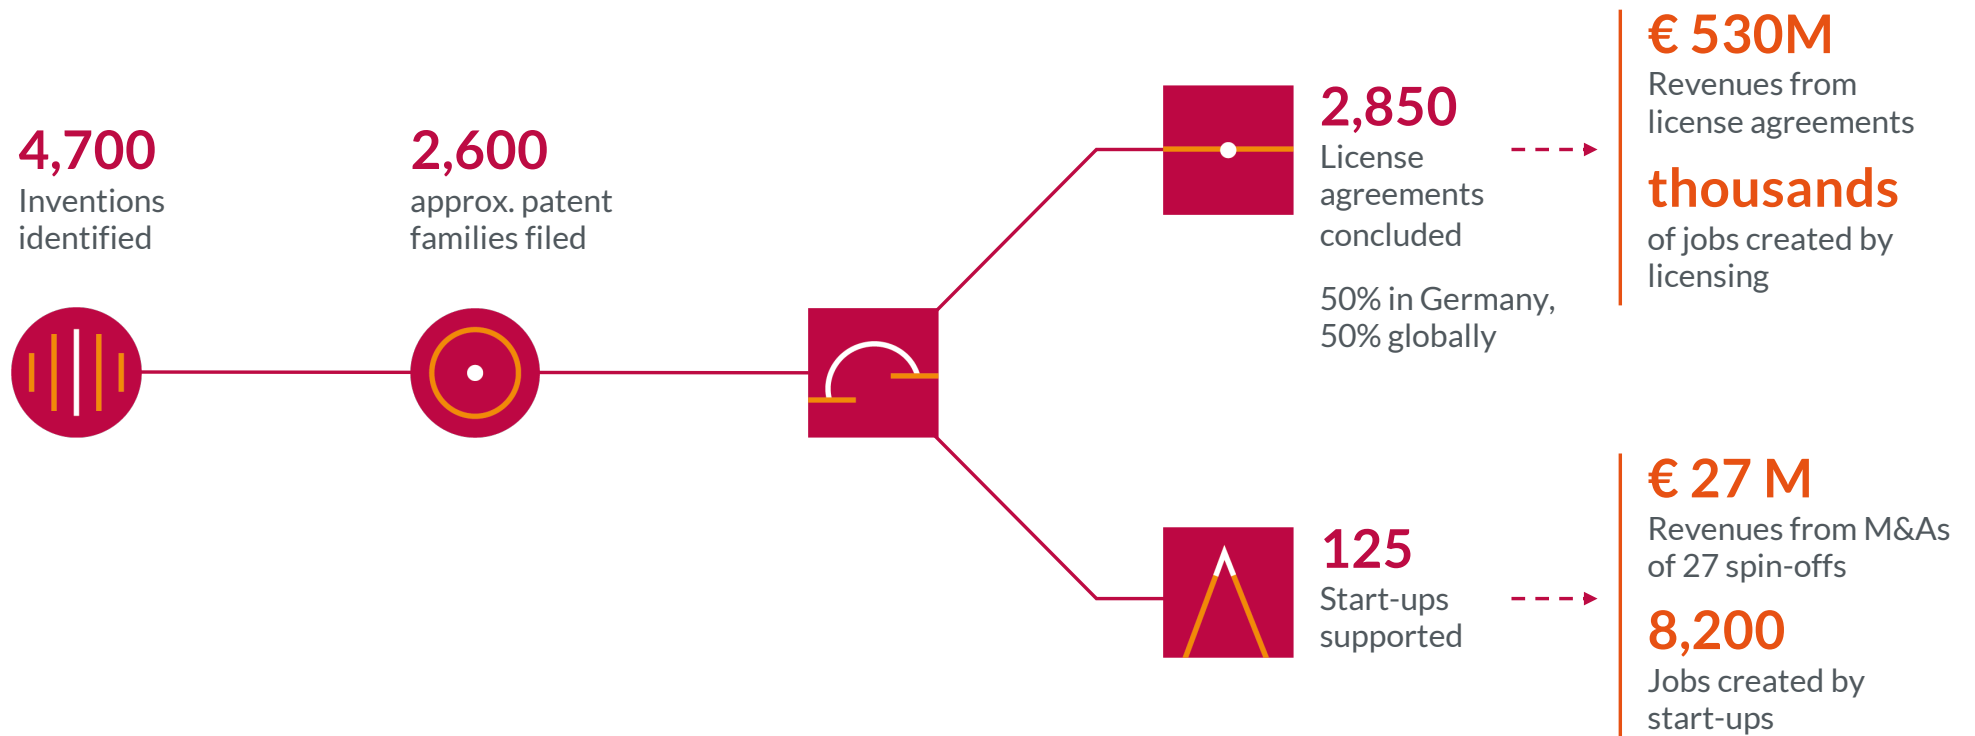 4,700
Inventions
identified
2,600
approx. patent
families filed
2,850
License
agreements
concluded
50% in Germany,
50% globally
€ 530M
Revenues from
license agreements
thousands
of jobs created by
licensing
125
Start-ups
supported
€ 27 M
Revenues from M&As
of 27 spin-offs
8,200
Jobs created by
start-ups